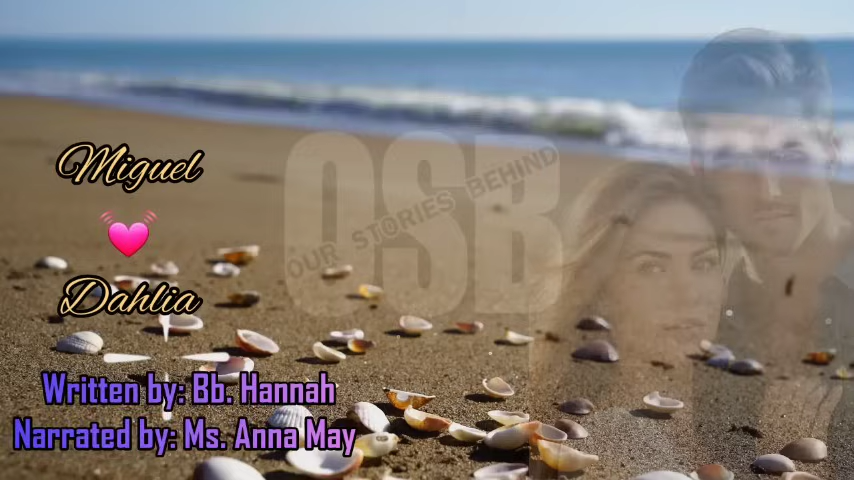 Miguel
Dahlia
OSB
OUR STORIES BEHIND
Written by: Bb. Hannah
Narrated by: Ms. Anna May